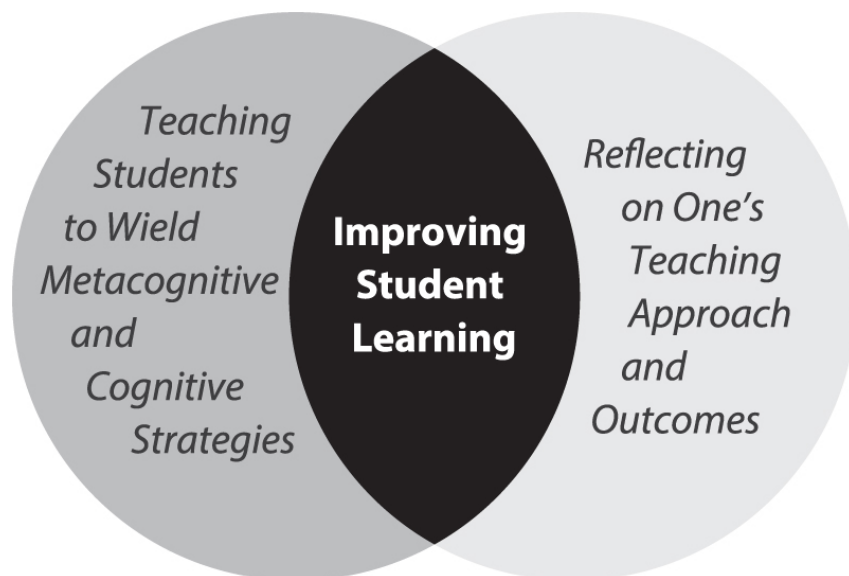 Teaching
Students
to Wield
Metacognitive
and
Cognitive
Strategies
Improving
Student
Learning
Reflecting
on One's
Teaching
Approach
and
Outcomes